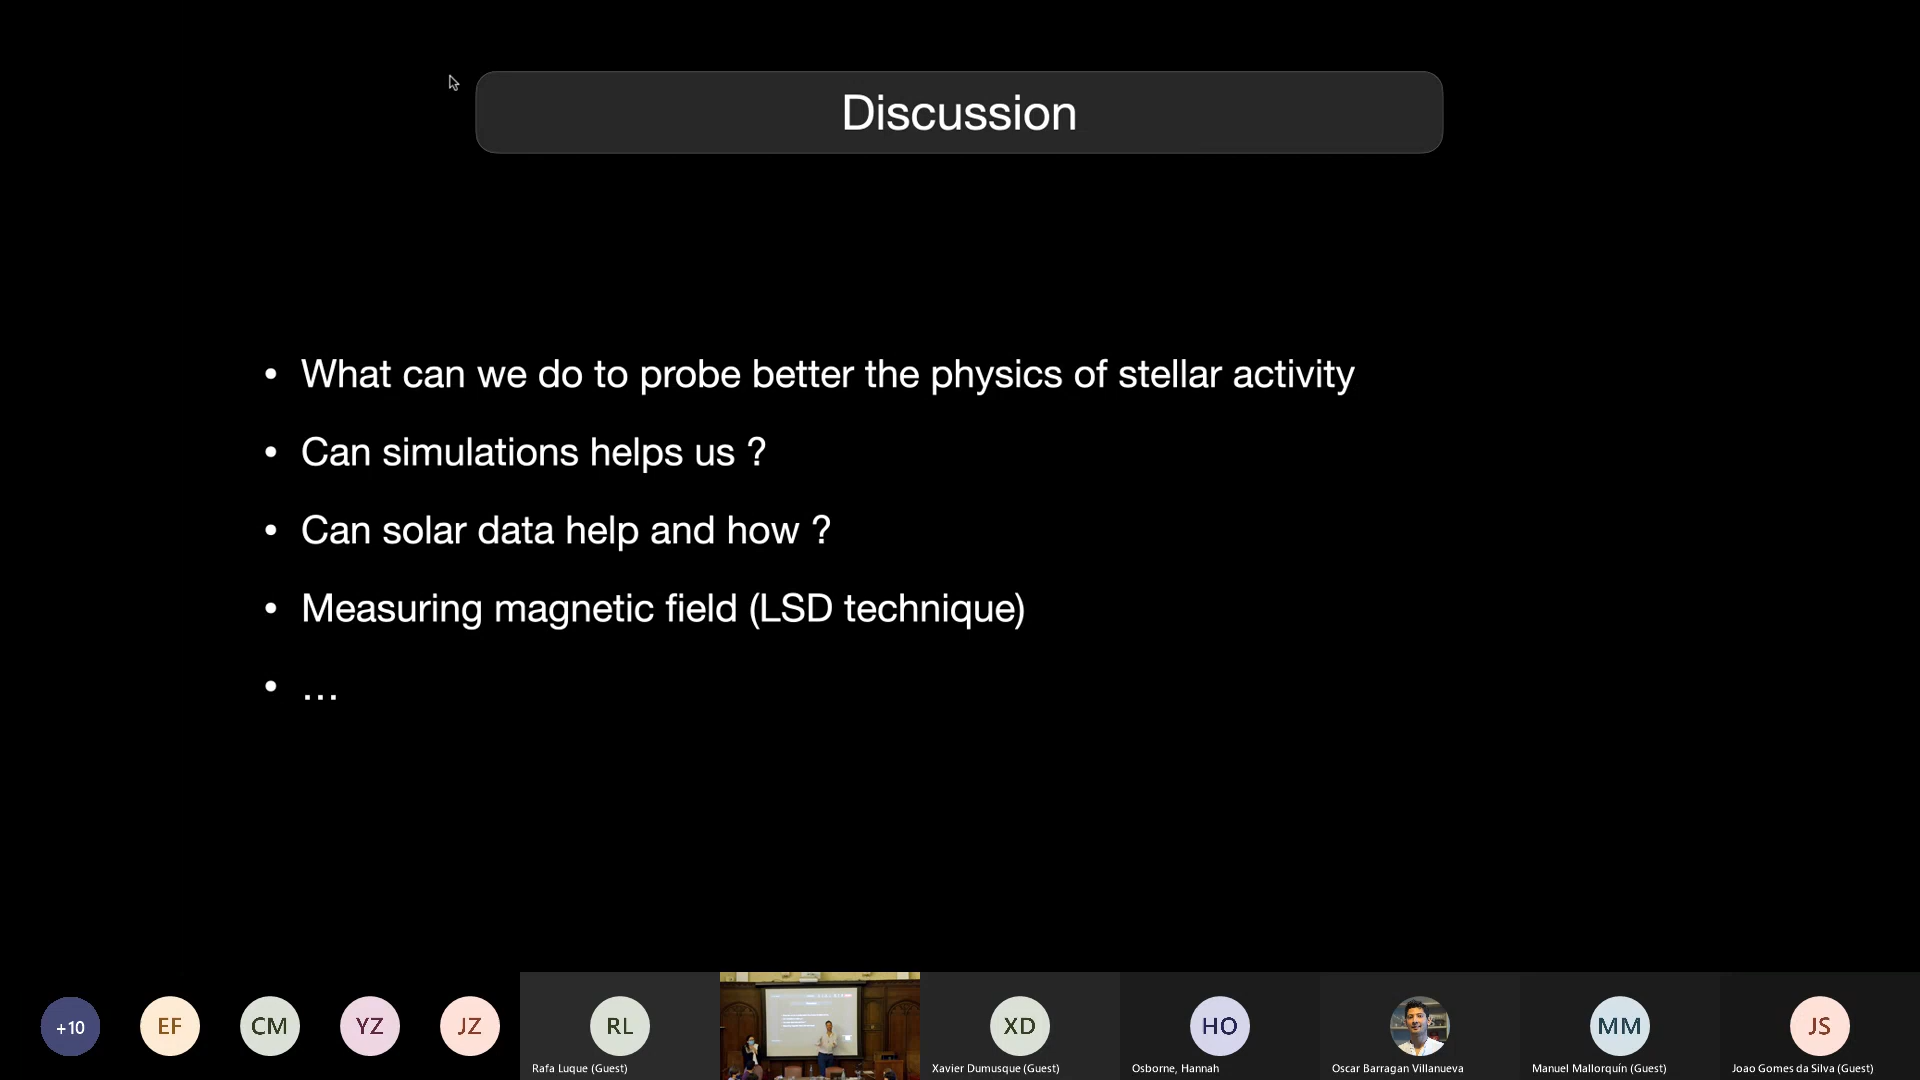 Discussion
• What can we do to probe better the physics of stellar activity
• Can simulations helps us ?
• Can solar data help and how ?
• Measuring magnetic field (LSD technique)
• …
+10
EF
CM
YZ
JZ
RL
XD
HO
MM
JS
Rafa Luque (Guest)
Xavier Dumusque (Guest)
Osborne, Hannah
Oscar Barragan Villanueva
Manuel Mallorquín (Guest)
Joao Gomes da Silva (Guest)